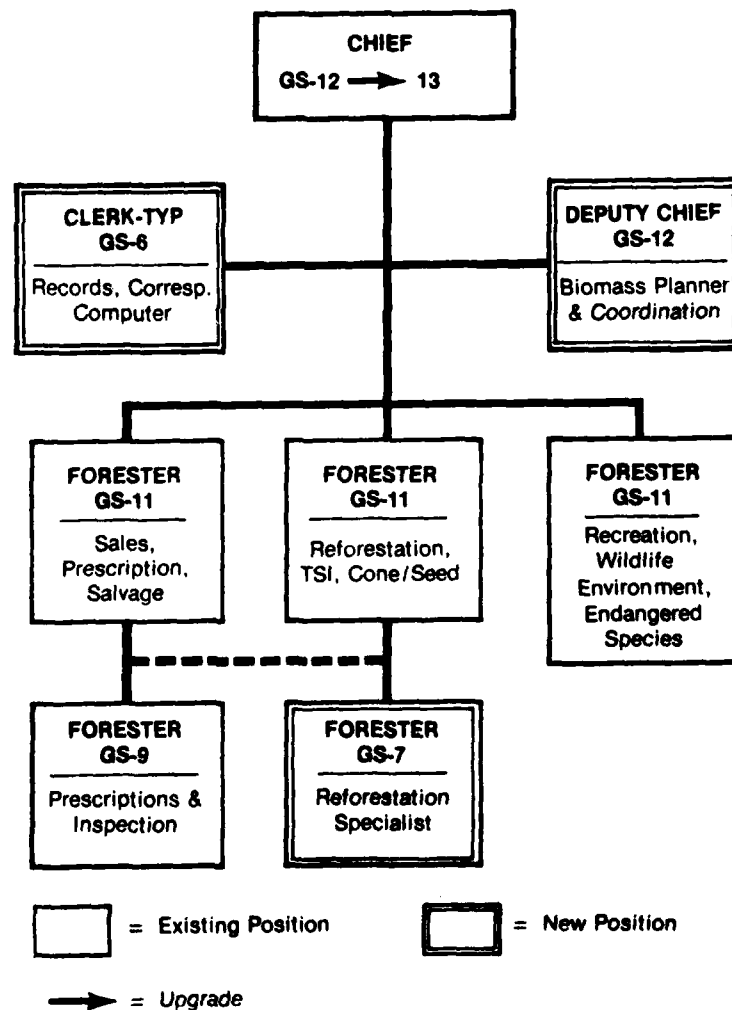 CHIEF
GS-12 → 13
CLERK-TYP
GS-6
Records, Corresp.
Computer
DEPUTY CHIEF
GS-12
Biomass Planner
& Coordination
FORESTER
GS-11
Sales,
Prescription,
Salvage
FORESTER
GS-11
Reforestation,
TSI, Cone/Seed
FORESTER
GS-11
Recreation,
Wildlife
Environment,
Endangered
Species
FORESTER
GS-9
Prescriptions &
Inspection
FORESTER
GS-7
Reforestation
Specialist
= Existing Position
= New Position
= Upgrade